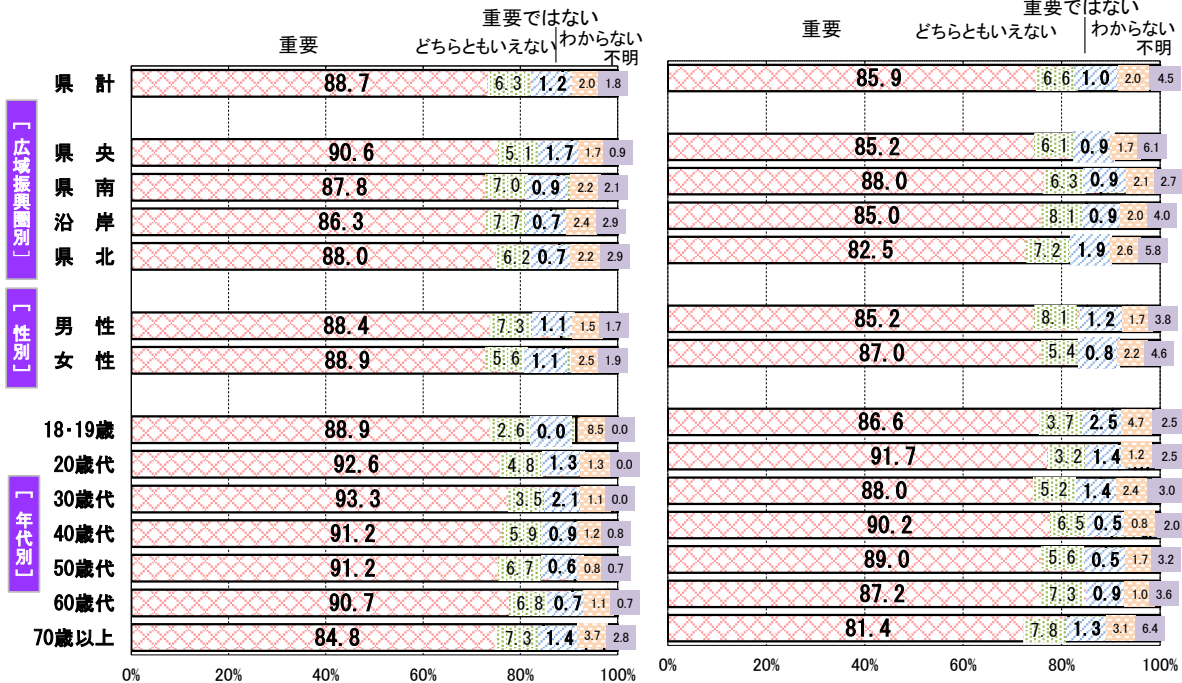 重要ではない
重要 どちらともいえない わからない
不明
県 計 88.7 6.3 1.2 2.0 1.8
[広域振興圏別]
県 央 90.6 5.1 1.7 1.7 0.9
県 南 87.8 7.0 0.9 2.2 2.1
沿 岸 86.3 7.7 0.7 2.4 2.9
県 北 88.0 6.2 0.7 2.2 2.9
[性別]
男 性 88.4 7.3 1.1 1.5 1.7
女 性 88.9 5.6 1.1 2.5 1.9
18・19歳 88.9 2.6 0.0 8.5 0.0
[年代別]
20歳代 92.6 4.8 1.3 1.3 0.0
30歳代 93.3 3.5 2.1 1.1 0.0
40歳代 91.2 5.9 0.9 1.2 0.8
50歳代 91.2 6.7 0.6 0.8 0.7
60歳代 90.7 6.8 0.7 1.1 0.7
70歳以上 84.8 7.3 1.4 3.7 2.8
0% 20% 40% 60% 80% 100%
重要ではない
重要 どちらともいえない わからない
不明
85.9 6.6 1.0 2.0 4.5
85.2 6.1 0.9 1.7 6.1
88.0 6.3 0.9 2.1 2.7
85.0 8.1 0.9 2.0 4.0
82.5 7.2 1.9 2.6 5.8
85.2 8.1 1.2 1.7 3.8
87.0 5.4 0.8 2.2 4.6
86.6 3.7 2.5 4.7 2.5
91.7 3.2 1.4 1.2 2.5
88.0 5.2 1.4 2.4 3.0
90.2 6.5 0.5 0.8 2.0
89.0 5.6 0.5 1.7 3.2
87.2 7.3 0.9 1.0 3.6
81.4 7.8 1.3 3.1 6.4
0% 20% 40% 60% 80% 100%